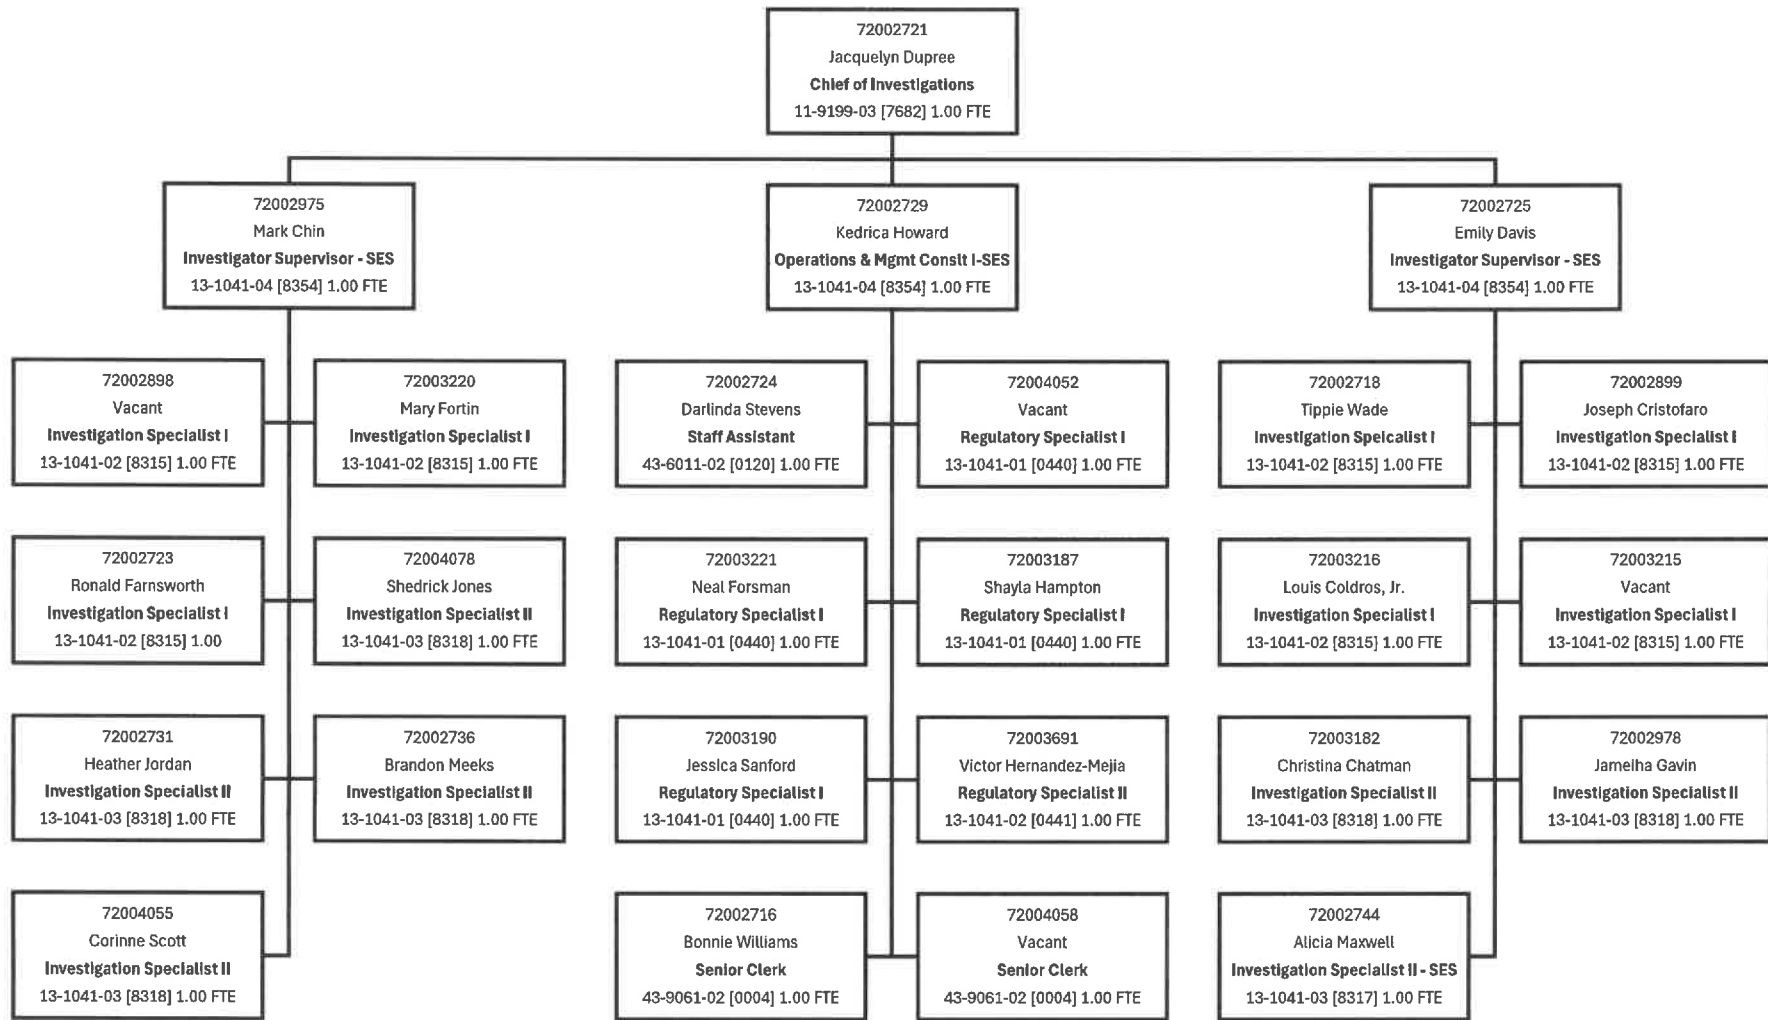 72002721
Jacquelyn Dupree
Chief of Investigations
11-9199-03 [7682] 1.00 FTE
72002975
Mark Chin
Investigator Supervisor - SES
13-1041-04 [8354] 1.00 FTE
72002729
Kedrica Howard
Operations & Mgmt Conslt I-SES
13-1041-04 [8354] 1.00 FTE
72002725
Emily Davis
Investigator Supervisor - SES
13-1041-04 [8354] 1.00 FTE
72002898
Vacant
Investigation Specialist I
13-1041-02 [8315] 1.00 FTE
72003220
Mary Fortin
Investigation Specialist I
13-1041-02 [8315] 1.00 FTE
72002724
Darlinda Stevens
Staff Assistant
43-6011-02 [0120] 1.00 FTE
72004052
Vacant
Regulatory Specialist I
13-1041-01 [0440] 1.00 FTE
72002718
Tippie Wade
Investigation Speicalist I
13-1041-02 [8315] 1.00 FTE
72002899
Joseph Cristofaro
Investigation Specialist I
13-1041-02 [8315] 1.00 FTE
72002723
Ronald Farnsworth
Investigation Specialist I
13-1041-02 [8315] 1.00
72004078
Shedrick Jones
Investigation Specialist II
13-1041-03 [8318] 1.00 FTE
72003221
Neal Forsman
Regulatory Specialist I
13-1041-01 [0440] 1.00 FTE
72003187
Shayla Hampton
Regulatory Specialist I
13-1041-01 [0440] 1.00 FTE
72003216
Louis Coldros, Jr.
Investigation Specialist I
13-1041-02 [8315] 1.00 FTE
72003215
Vacant
Investigation Specialist I
13-1041-02 [8315] 1.00 FTE
72002731
Heather Jordan
Investigation Specialist II
13-1041-03 [8318] 1.00 FTE
72002736
Brandon Meeks
Investigation Specialist II
13-1041-03 [8318] 1.00 FTE
72003190
Jessica Sanford
Regulatory Specialist I
13-1041-01 [0440] 1.00 FTE
72003691
Victor Hernandez-Mejia
Regulatory Specialist II
13-1041-02 [0441] 1.00 FTE
72003182
Christina Chatman
Investigation Specialist II
13-1041-03 [8318] 1.00 FTE
72002978
Jameiha Gavin
Investigation Specialist II
13-1041-03 [8318] 1.00 FTE
72004055
Corinne Scott
Investigation Specialist II
13-1041-03 [8318] 1.00 FTE
72002716
Bonnie Williams
Senior Clerk
43-9061-02 [0004] 1.00 FTE
72004058
Vacant
Senior Clerk
43-9061-02 [0004] 1.00 FTE
72002744
Alicia Maxwell
Investigation Specialist II - SES
13-1041-03 [8317] 1.00 FTE